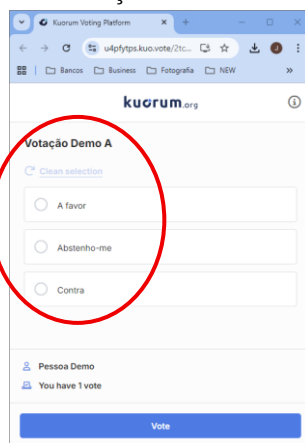 Kuorum Voting Platform
u4pfytps.kuo.vote/2tc...
Bancos Business Fotografia NEW
kuorum.org
Votação Demo A
Clean selection
A favor
Abstenho-me
Contra
Pessoa Demo
You have 1 vote
Vote